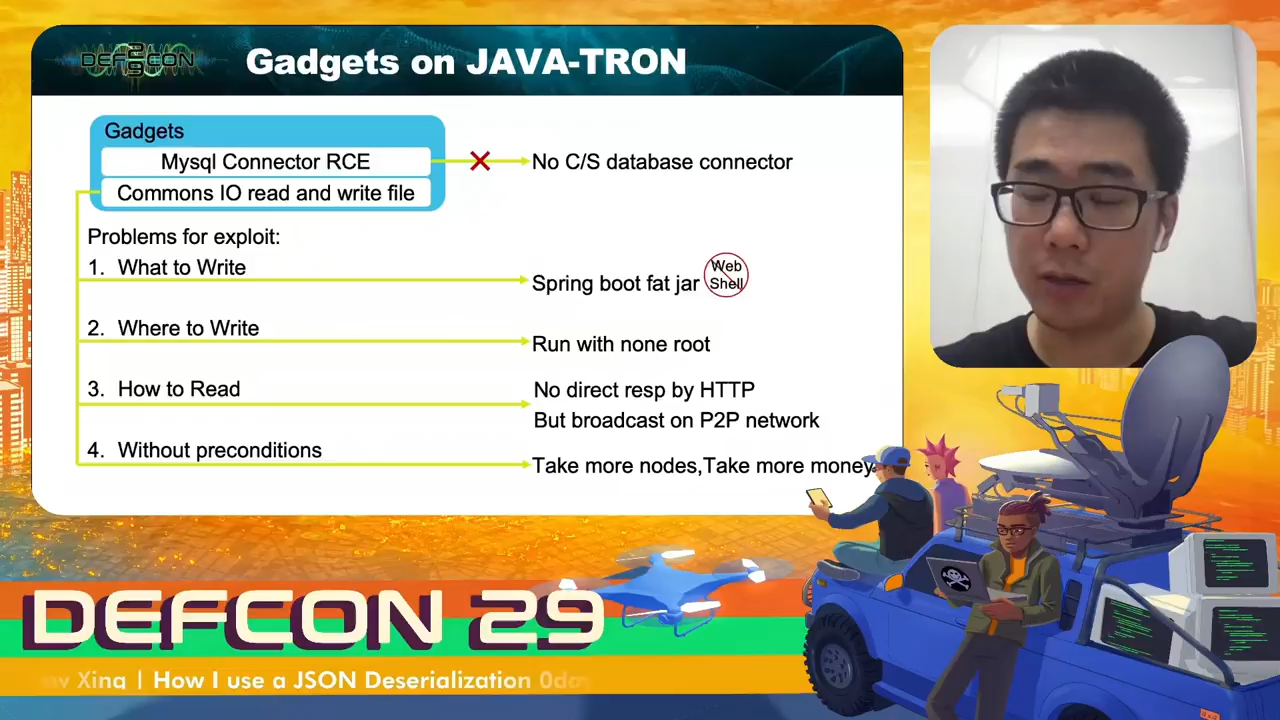 DEFCON
29
Gadgets on JAVA-TRON
Gadgets
Mysql Connector RCE
No C/S database connector
Commons IO read and write file
Problems for exploit:
1. What to Write
Spring boot fat jar
Web
Shell
2. Where to Write
Run with none root
3. How to Read
No direct resp by HTTP
But broadcast on P2P network
4. Without preconditions
Take more nodes,Take more money
DEFCON 29
Xing | How I use a JSON Deserialization 0da